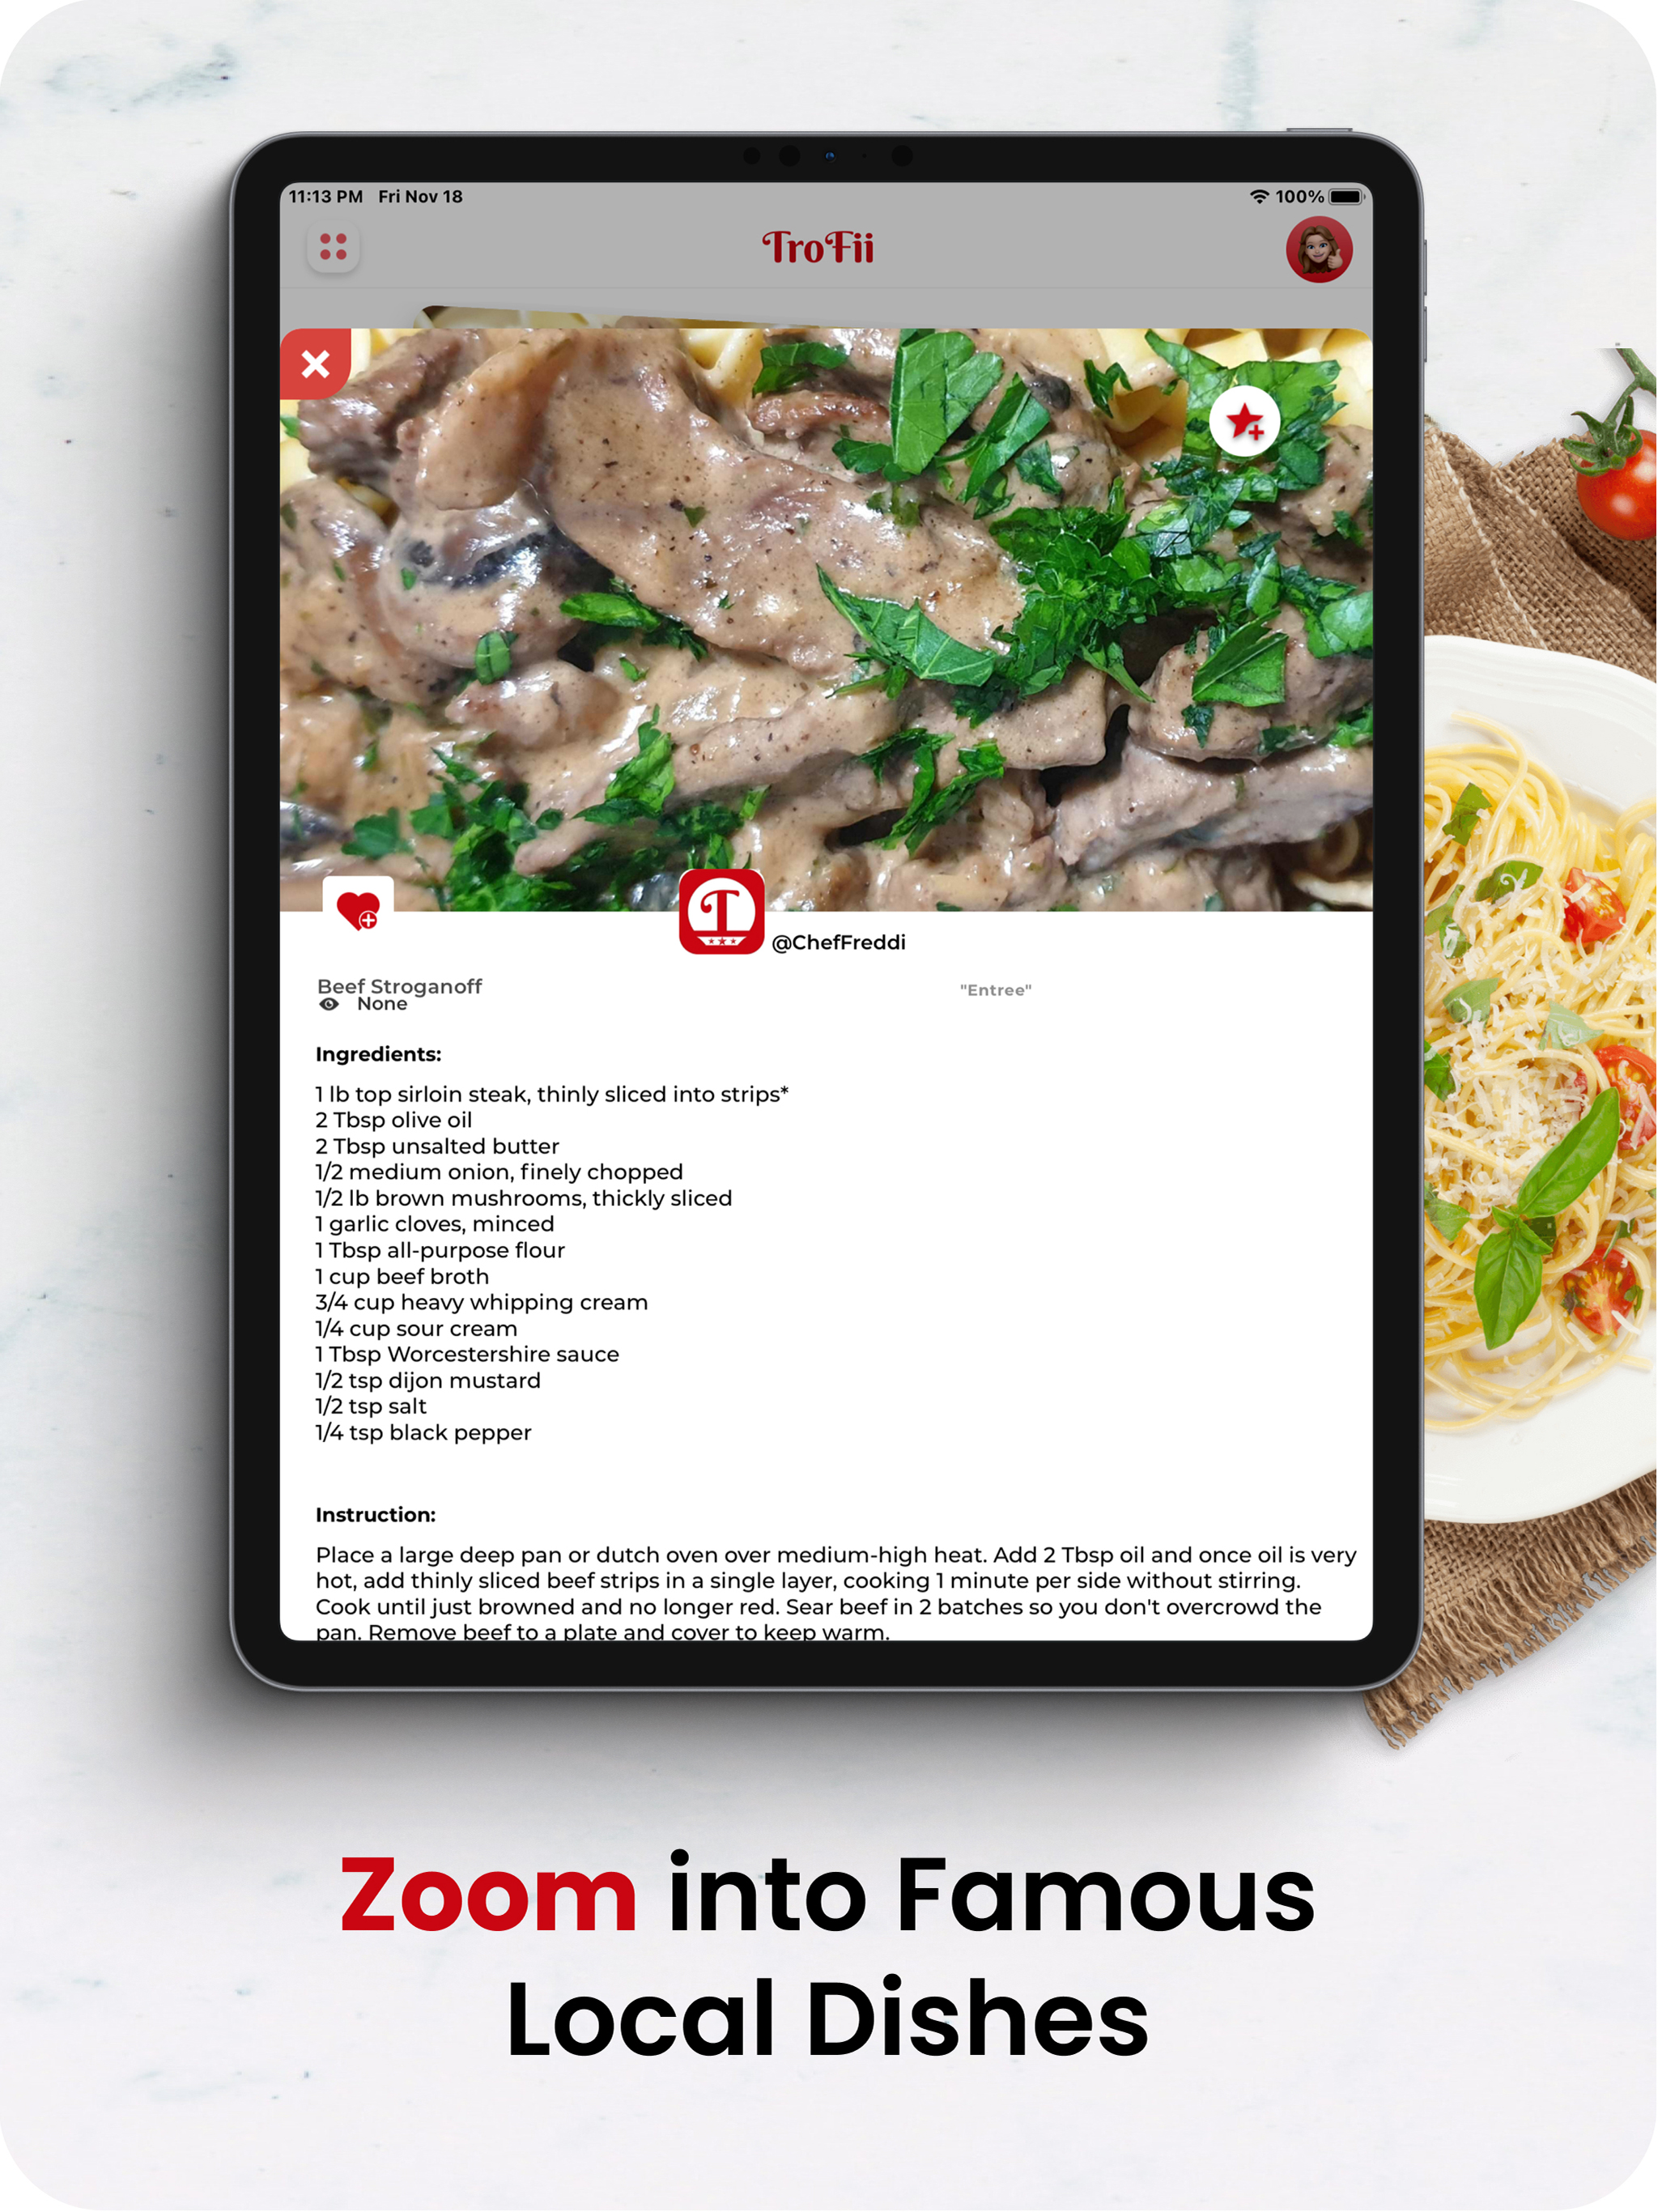 11:13 PM Fri Nov 18 100%
TroFii
@ChefFreddi
Beef Stroganoff "Entree"
None
Ingredients:
1 lb top sirloin steak, thinly sliced into strips*
2 Tbsp olive oil
2 Tbsp unsalted butter
1/2 medium onion, finely chopped
1/2 lb brown mushrooms, thickly sliced
1 garlic cloves, minced
1 Tbsp all-purpose flour
1 cup beef broth
3/4 cup heavy whipping cream
1/4 cup sour cream
1 Tbsp Worcestershire sauce
1/2 tsp dijon mustard
1/2 tsp salt
1/4 tsp black pepper
Instruction:
Place a large deep pan or dutch oven over medium-high heat. Add 2 Tbsp oil and once oil is very
hot, add thinly sliced beef strips in a single layer, cooking 1 minute per side without stirring.
Cook until just browned and no longer red. Sear beef in 2 batches so you don't overcrowd the
pan. Remove beef to a plate and cover to keep warm.
Zoom into Famous
Local Dishes